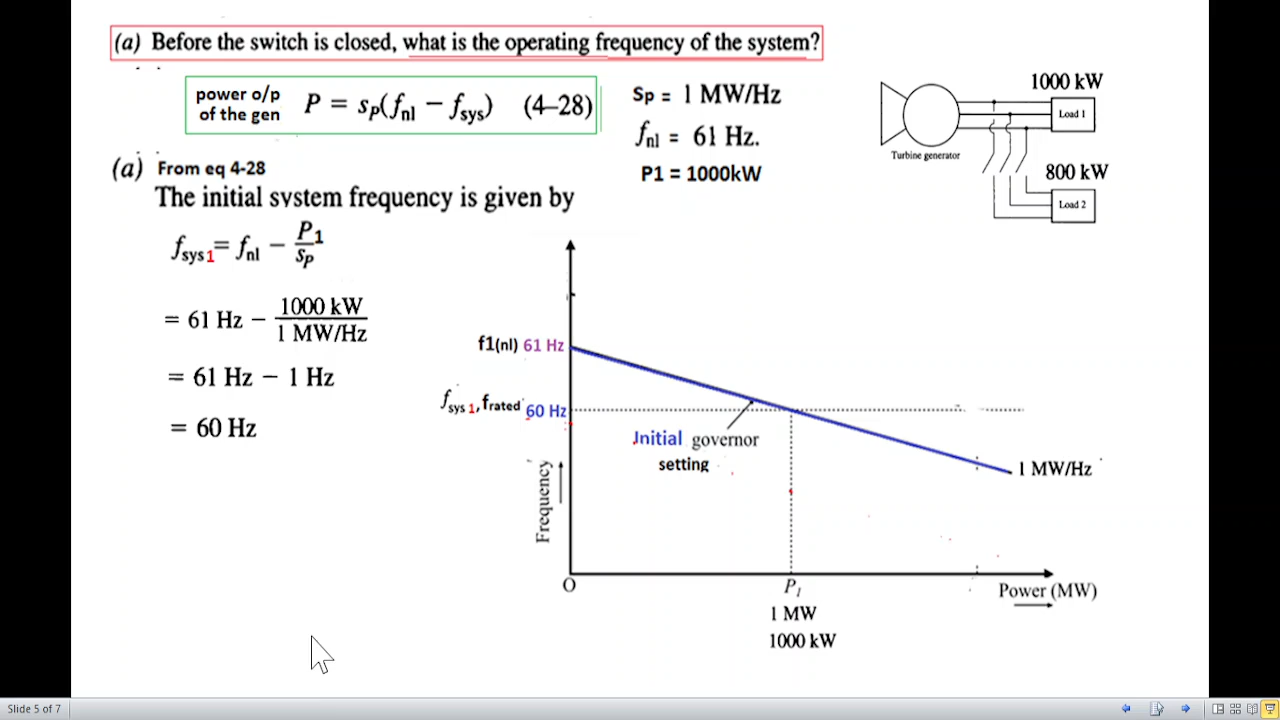 (a) Before the switch is closed, what is the operating frequency of the system?
power o/p
of the gen
P = sP(fnl − fsys) (4–28)
Sp = 1 MW/Hz
fnl = 61 Hz.
P1 = 1000kW
1000 kW
Load 1
Turbine generator
800 kW
Load 2
(a) From eq 4-28
The initial system frequency is given by
fsys1 = fnl − P1/sP
= 61 Hz − 1000 kW / 1 MW/Hz
= 61 Hz − 1 Hz
= 60 Hz
f1(nl) 61 Hz
fsys 1, frated 60 Hz
Initial governor
setting
1 MW/Hz
Frequency
O
P1
Power (MW)
1 MW
1000 kW
Slide 5 of 7